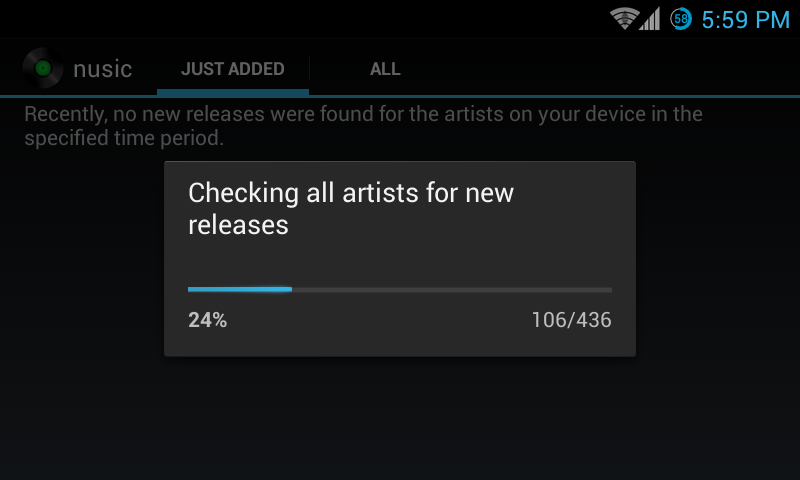 58 5:59 PM
nusic JUST ADDED ALL
Recently, no new releases were found for the artists on your device in the
specified time period.
Checking all artists for new
releases
24% 106/436